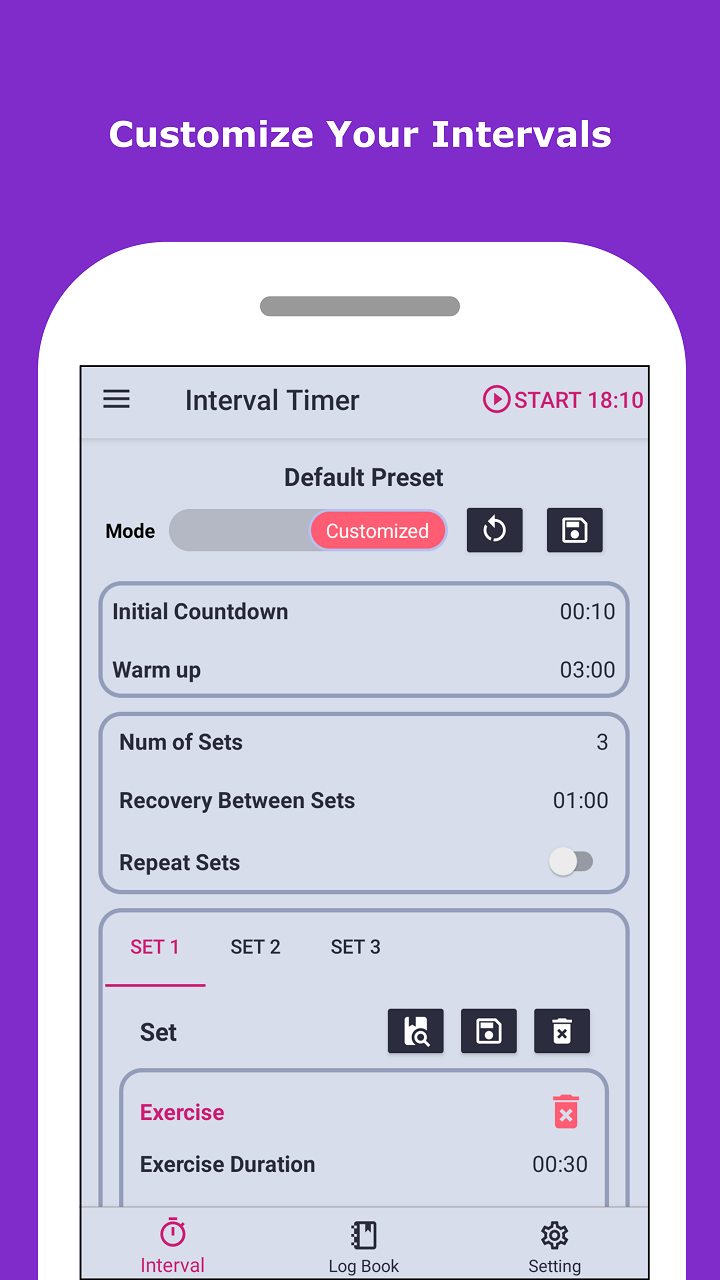 Customize Your Intervals
Interval Timer
START 18:10
Default Preset
Mode
Customized
Initial Countdown 00:10
Warm up 03:00
Num of Sets 3
Recovery Between Sets 01:00
Repeat Sets
SET 1 SET 2 SET 3
Set
Exercise
Exercise Duration 00:30
Interval Log Book Setting